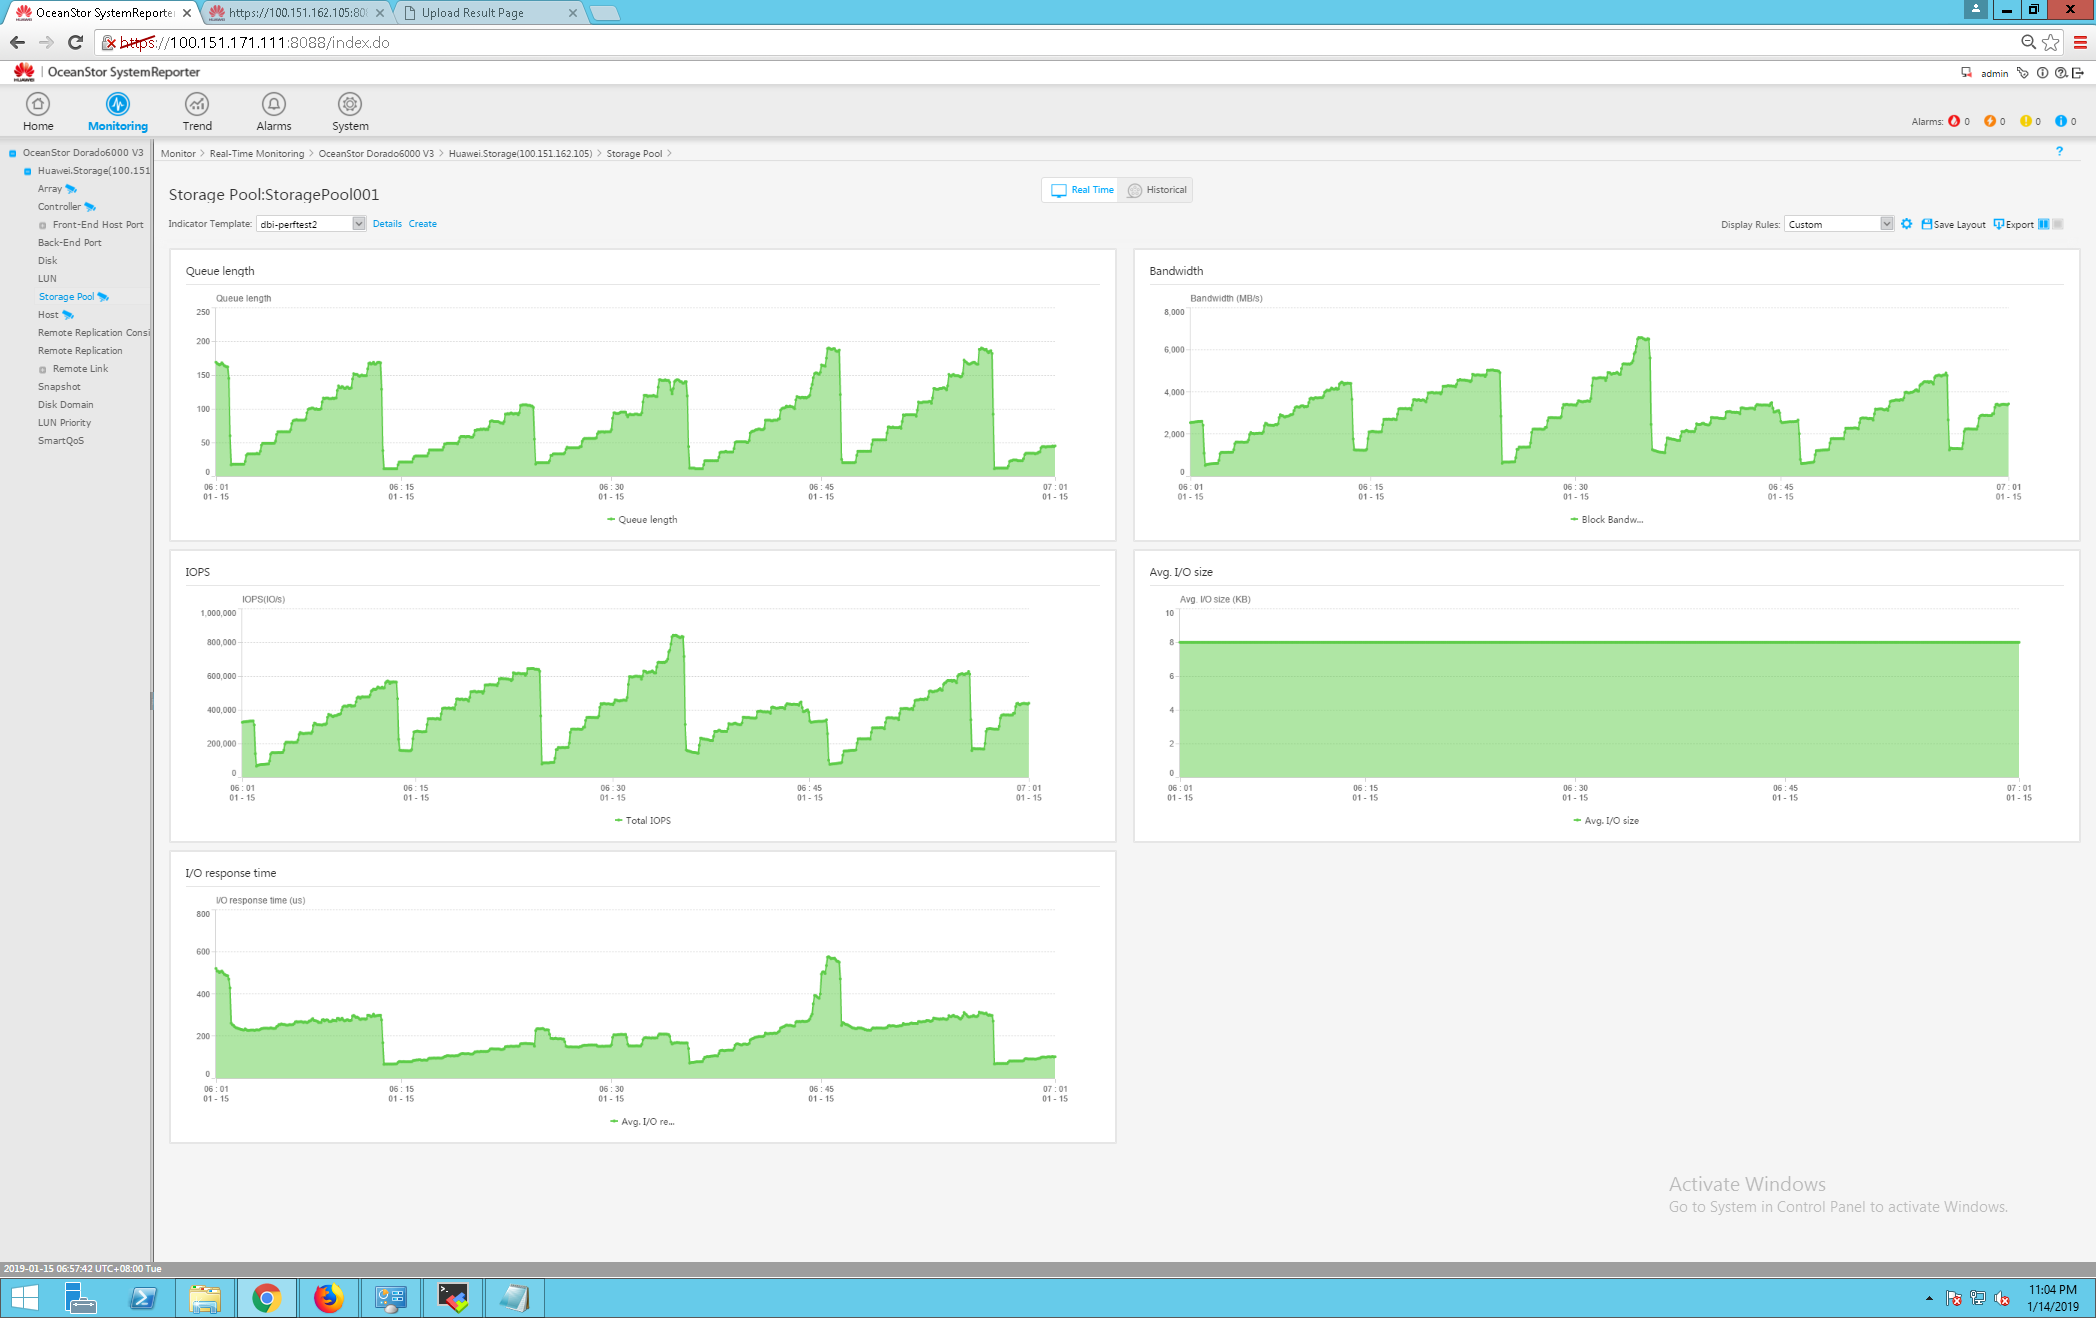 OceanStor SystemReporte
https://100.151.162.105:808
Upload Result Page
https://100.151.171.111:8088/index.do
HUAWEI
OceanStor SystemReporter
admin
Home
Monitoring
Trend
Alarms
System
Alarms: 0 0 0 0
OceanStor Dorado6000 V3
Huawei.Storage(100.151
Array
Controller
Front-End Host Port
Back-End Port
Disk
LUN
Storage Pool
Host
Remote Replication Consi
Remote Replication
Remote Link
Snapshot
Disk Domain
LUN Priority
SmartQoS
Monitor > Real-Time Monitoring > OceanStor Dorado6000 V3 > Huawei.Storage(100.151.162.105) > Storage Pool >
?
Storage Pool:StoragePool001
Real Time
Historical
Indicator Template: dbi-perftest2 Details Create
Display Rules: Custom Save Layout Export
Queue length
Queue length
250
200
150
100
50
0
06 : 01 06 : 15 06 : 30 06 : 45 07 : 01
01 - 15 01 - 15 01 - 15 01 - 15 01 - 15
Queue length
Bandwidth
Bandwidth (MB/s)
8,000
6,000
4,000
2,000
0
06 : 01 06 : 15 06 : 30 06 : 45 07 : 01
01 - 15 01 - 15 01 - 15 01 - 15 01 - 15
Block Bandw...
IOPS
IOPS(IO/s)
1,000,000
800,000
600,000
400,000
200,000
0
06 : 01 06 : 15 06 : 30 06 : 45 07 : 01
01 - 15 01 - 15 01 - 15 01 - 15 01 - 15
Total IOPS
Avg. I/O size
Avg. I/O size (KB)
10
8
6
4
2
0
06 : 01 06 : 15 06 : 30 06 : 45 07 : 01
01 - 15 01 - 15 01 - 15 01 - 15 01 - 15
Avg. I/O size
I/O response time
I/O response time (us)
800
600
400
200
0
06 : 01 06 : 15 06 : 30 06 : 45 07 : 01
01 - 15 01 - 15 01 - 15 01 - 15 01 - 15
Avg. I/O re...
Activate Windows
Go to System in Control Panel to activate Windows.
2019-01-15 06:57:42 UTC+08:00 Tue
11:04 PM
1/14/2019